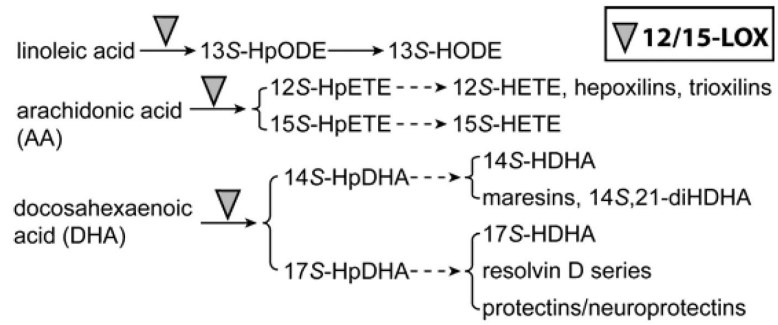 linoleic acid 13S-HpODE 13S-HODE
12/15-LOX
arachidonic acid (AA)
12S-HpETE 12S-HETE, hepoxilins, trioxilins
15S-HpETE 15S-HETE
docosahexaenoic acid (DHA)
14S-HpDHA
14S-HDHA
maresins, 14S,21-diHDHA
17S-HpDHA
17S-HDHA
resolvin D series
protectins/neuroprotectins